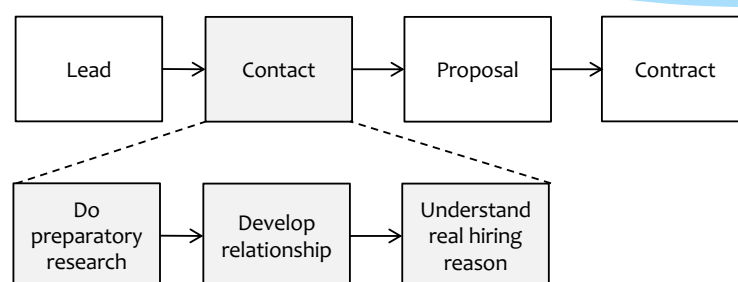 Lead
Contact
Proposal
Contract
Do
preparatory
research
Develop
relationship
Understand
real hiring
reason